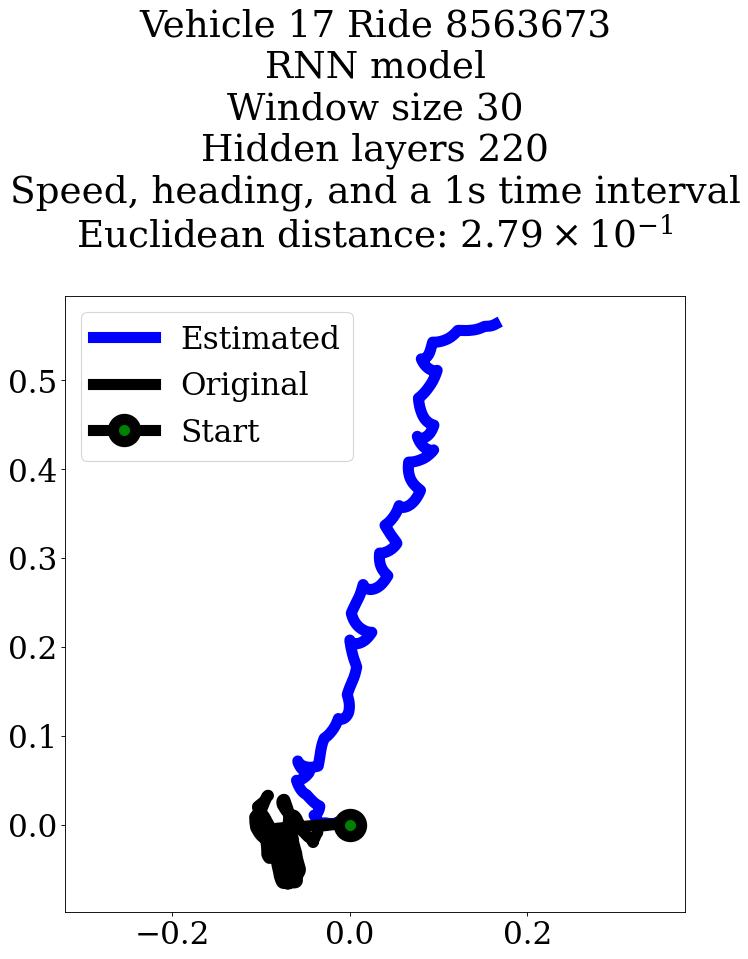 Vehicle 17 Ride 8563673
RNN model
Window size 30
Hidden layers 220
Speed, heading, and a 1s time interval
Euclidean distance: 2.79 × 10⁻¹
Estimated
Original
Start
0.5
0.4
0.3
0.2
0.1
0.0
−0.2 0.0 0.2